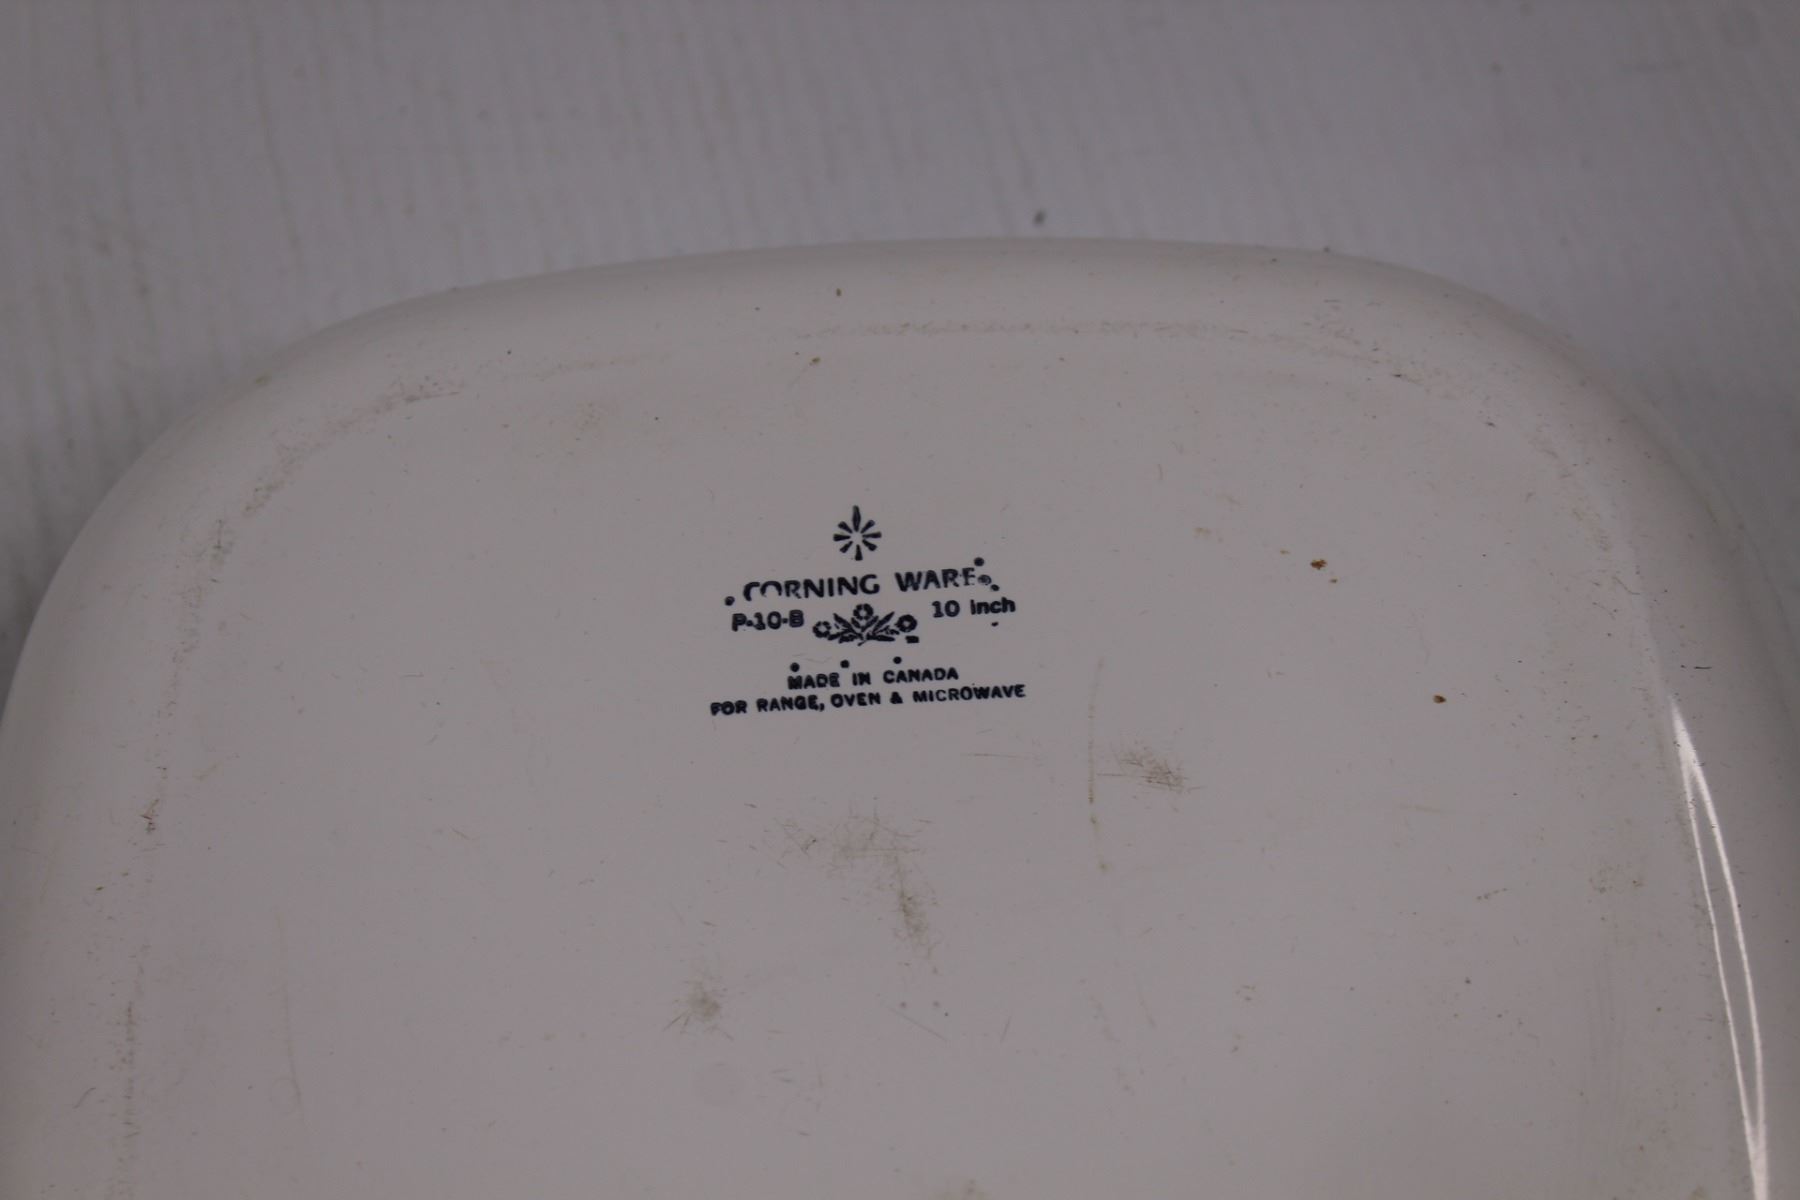 CORNING WARE
P-10-B 10 inch
MADE IN CANADA
FOR RANGE, OVEN & MICROWAVE